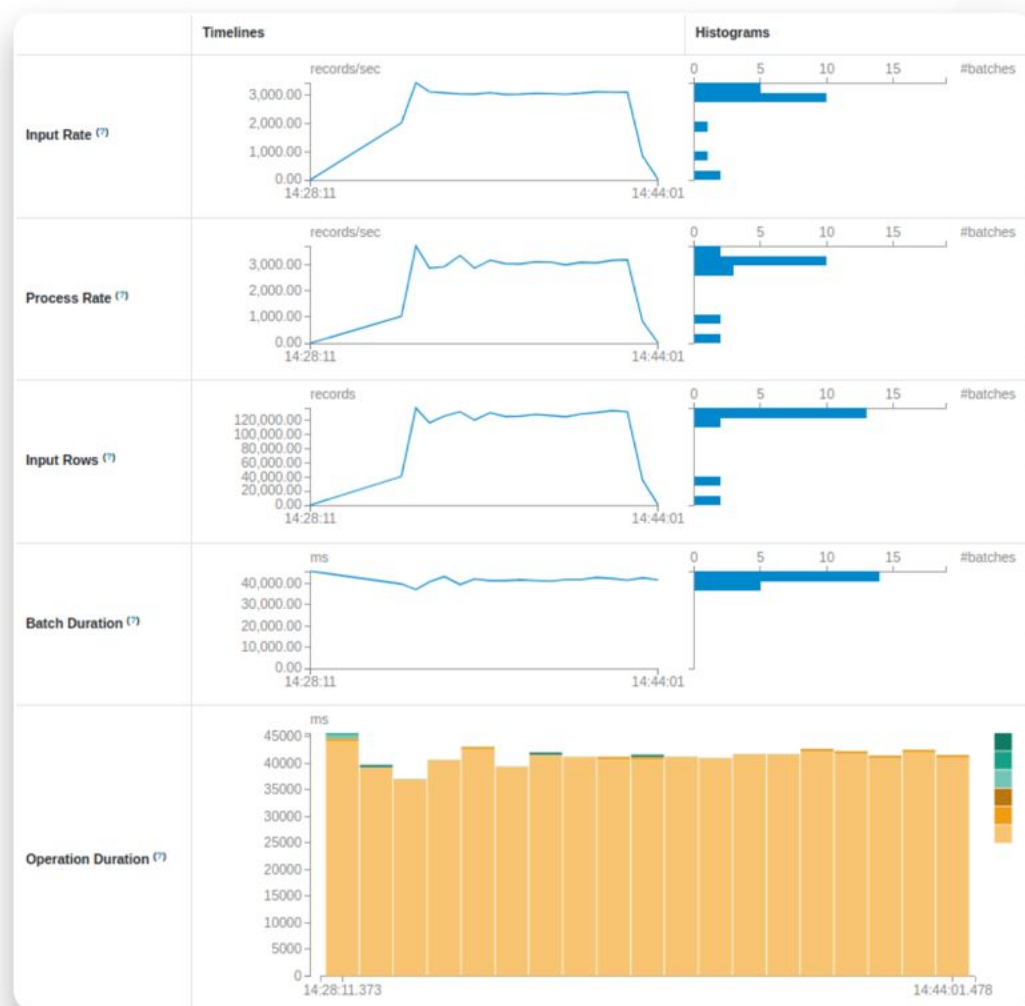 Timelines
Histograms
Input Rate (?)
records/sec
3,000.00
2,000.00
1,000.00
0.00
14:28:11
14:44:01
0 5 10 15 #batches
Process Rate (?)
records/sec
3,000.00
2,000.00
1,000.00
0.00
14:28:11
14:44:01
0 5 10 15 #batches
Input Rows (?)
records
120,000.00
100,000.00
80,000.00
60,000.00
40,000.00
20,000.00
0.00
14:28:11
14:44:01
0 5 10 15 #batches
Batch Duration (?)
ms
40,000.00
30,000.00
20,000.00
10,000.00
0.00
14:28:11
14:44:01
0 5 10 15 #batches
Operation Duration (?)
ms
45000
40000
35000
30000
25000
20000
15000
10000
5000
0
14:28:11.373
14:44:01.478